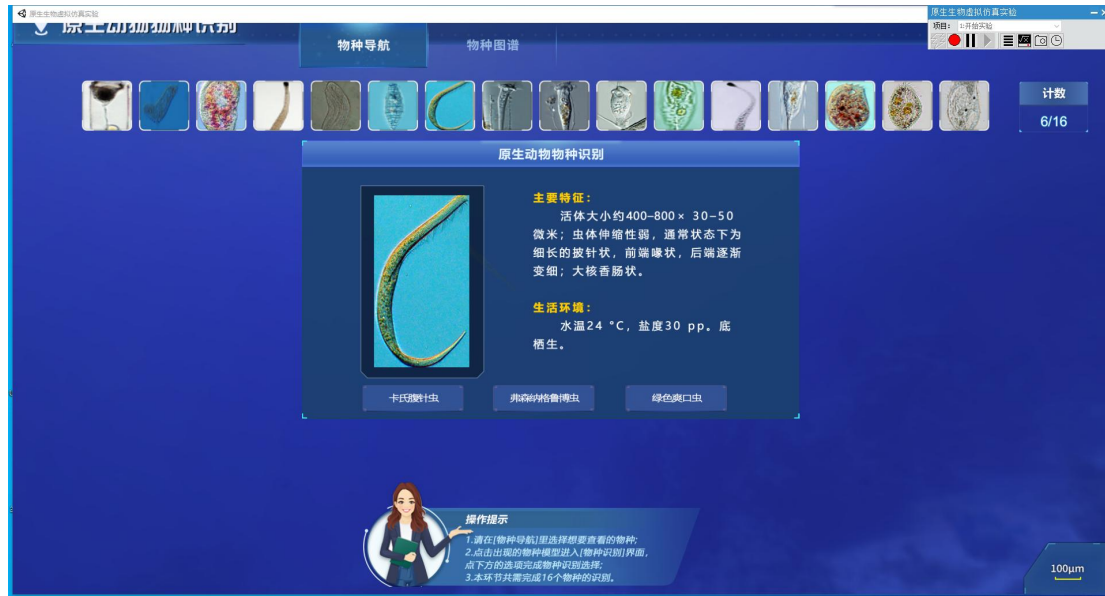 原生生物虚拟仿真实验
原生动物物种识别
物种导航
物种图谱
原生生物虚拟仿真实验
项目：
1:开始实验
计数
6/16
原生动物物种识别
主要特征：
活体大小约400–800× 30–50
微米；虫体伸缩性弱，通常状态下为
细长的披针状，前端喙状，后端逐渐
变细；大核香肠状。
生活环境：
水温24 °C，盐度30 pp。底
栖生。
卡氏腹针虫
弗森纳格鲁博虫
绿色爽口虫
操作提示
1.请在[物种导航]里选择想要查看的物种;
2.点击出现的物种模型进入[物种识别]界面，
点下方的选项完成物种识别选择;
3.本环节共需完成16个物种的识别。
100μm